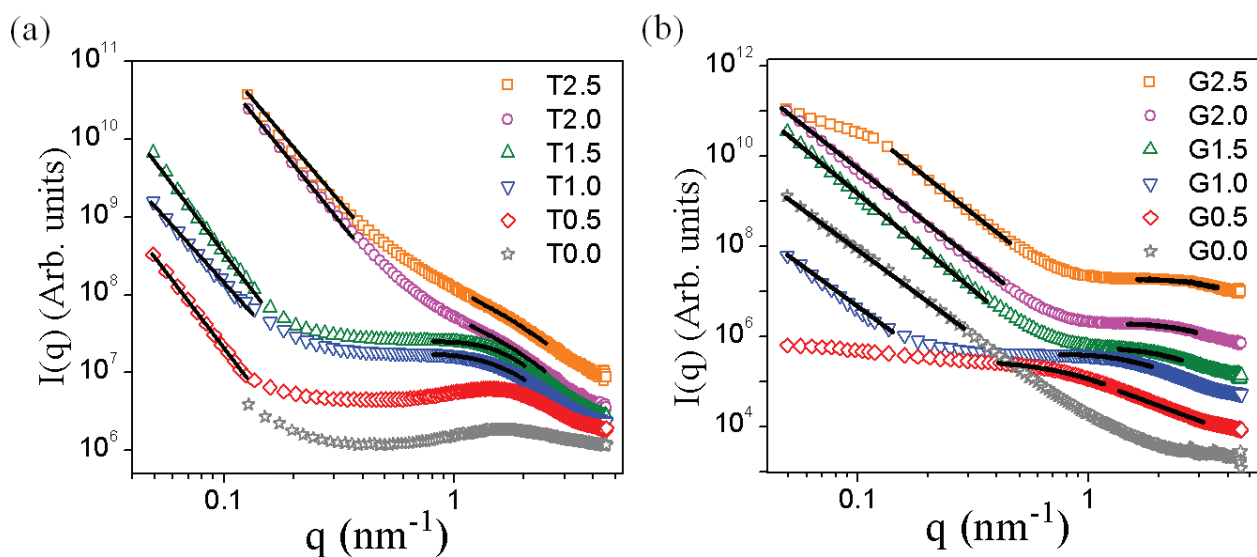 (a)
I(q) (Arb. units)
10^11
10^10
10^9
10^8
10^7
10^6
T2.5
T2.0
T1.5
T1.0
T0.5
T0.0
0.1
1
q (nm^-1)
(b)
I(q) (Arb. units)
10^12
10^10
10^8
10^6
10^4
G2.5
G2.0
G1.5
G1.0
G0.5
G0.0
0.1
1
q (nm^-1)